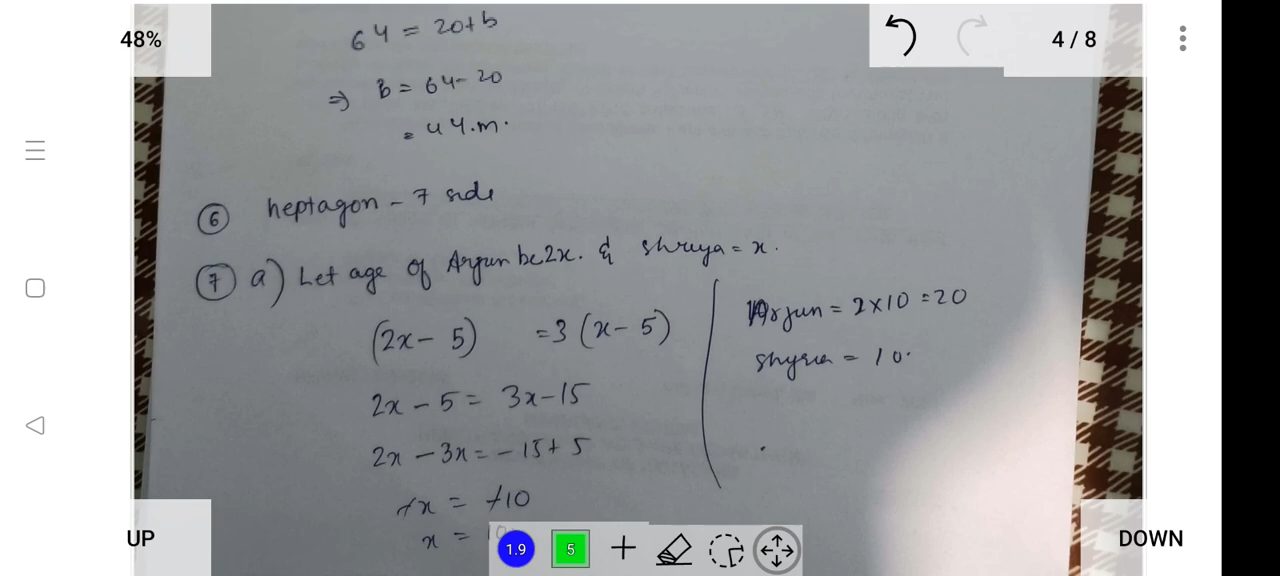 48%
4 / 8
64 = 20+b
⇒ b = 64-20
= 44.m.
⑥ heptagon - 7 side
⑦ a) Let age of Arjun be 2x. & shreya = x.
(2x - 5) = 3(x - 5)
2x - 5 = 3x - 15
2x - 3x = - 15 + 5
-x = -10
x = 10
Arjun = 2×10 = 20
= 10.
UP
1.9
5
DOWN